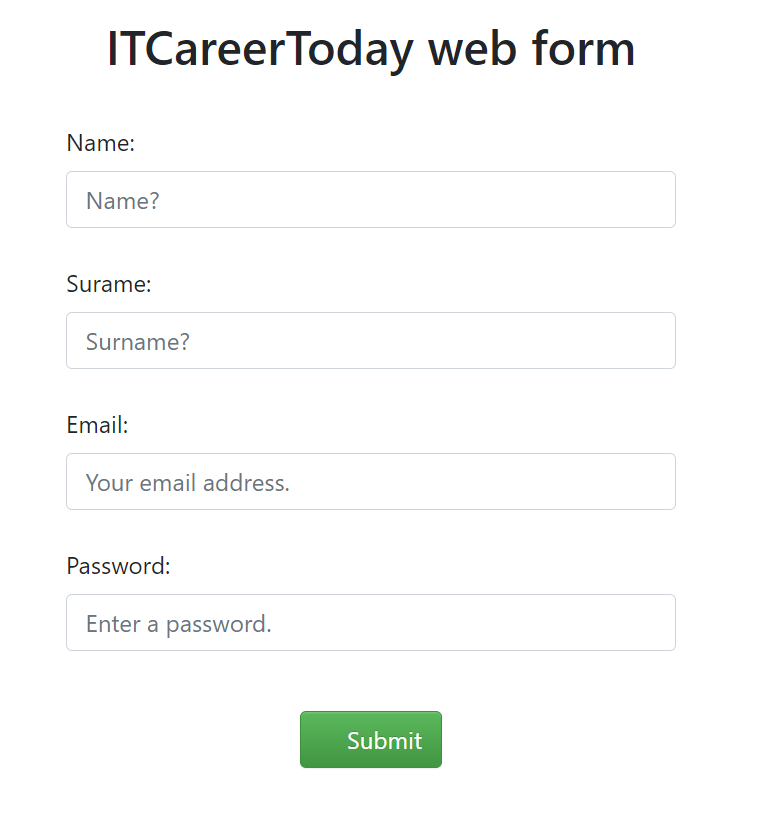 ITCareerToday web form
Name:
Name?
Surame:
Surname?
Email:
Your email address.
Password:
Enter a password.
Submit